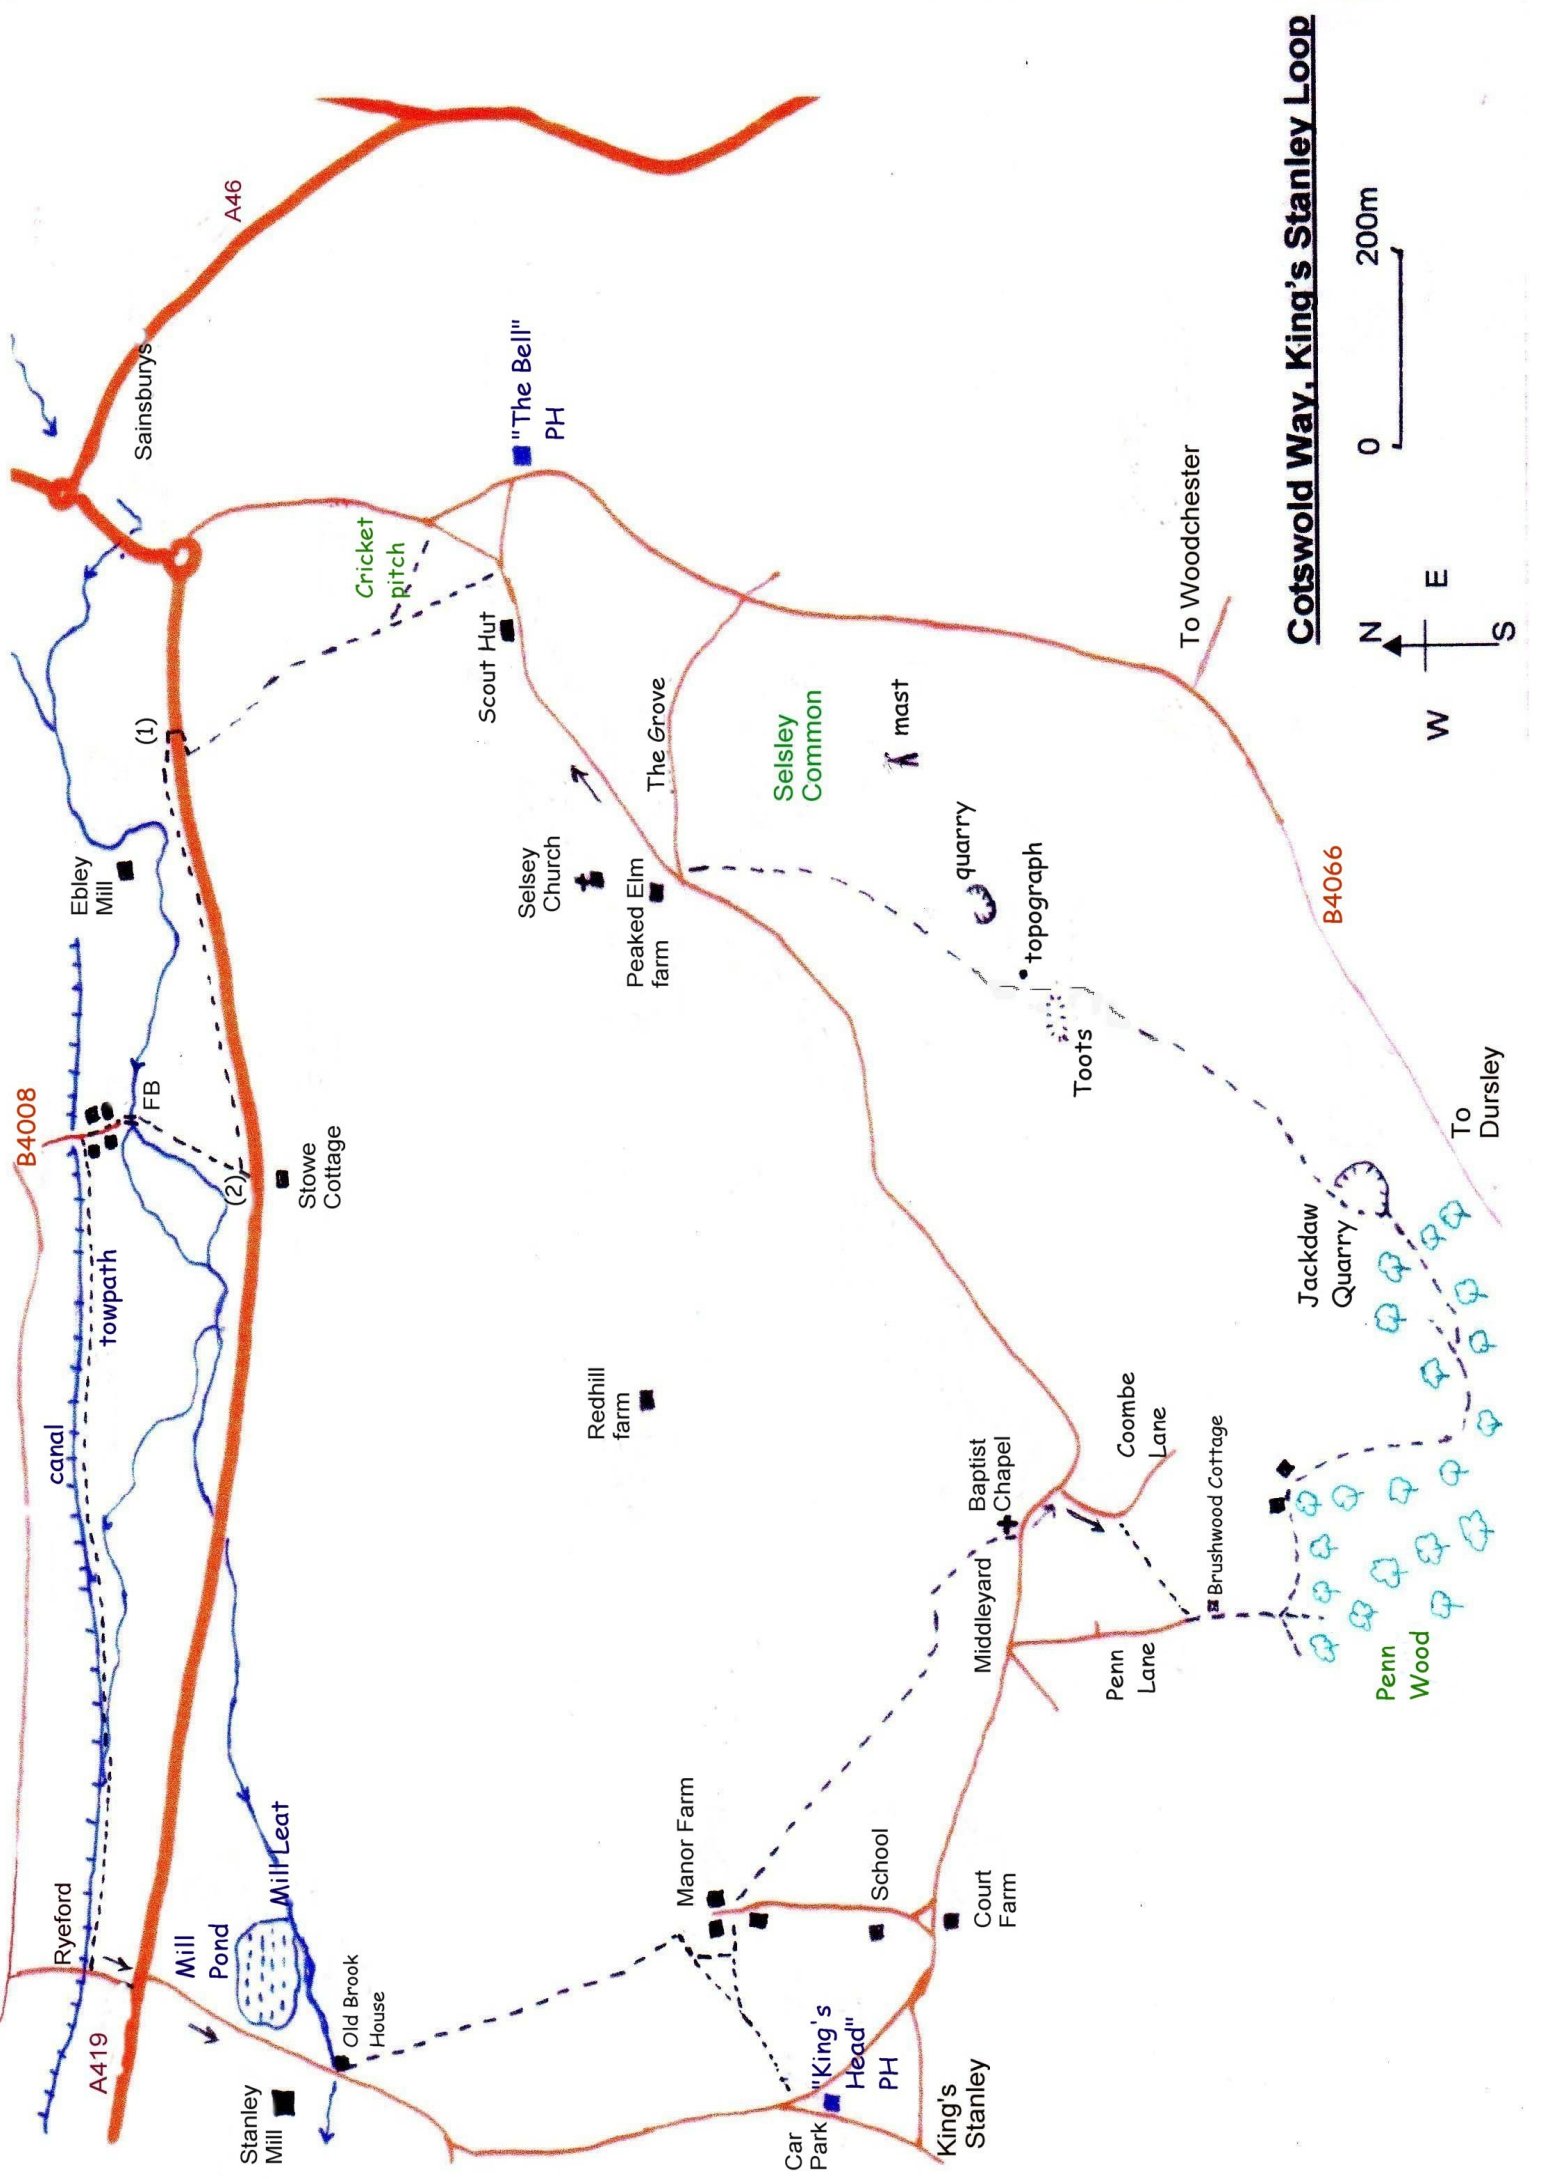 B4008
A46
Sainsburys
canal
towpath
Ebley
Mill
FB
(1)
(2)
Ryeford
A419
Mill
Pond
Mill Leat
Stanley
Mill
Old Brook
House
Stowe
Cottage
Cricket
pitch
"The Bell"
PH
Scout Hut
Selsey
Church
Peaked Elm
farm
The Grove
Redhill
farm
Selsley
Common
mast
quarry
topograph
Toots
Manor Farm
School
Court
Farm
Car
Park
"King's
Head"
PH
King's
Stanley
Middleyard
Baptist
Chapel
Coombe
Lane
Penn
Lane
Brushwood Cottage
Penn
Wood
Jackdaw
Quarry
To Woodchester
B4066
To
Dursley
Cotswold Way, King's Stanley Loop
N
W
E
S
0
200m